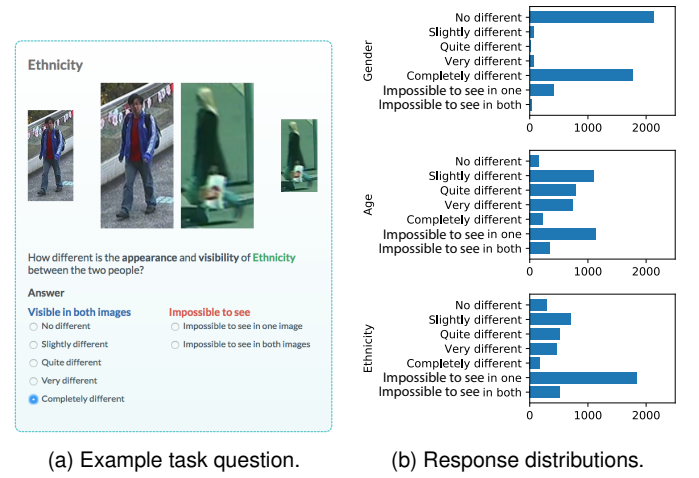 Ethnicity
How different is the appearance and visibility of Ethnicity
between the two people?
Answer
Visible in both images
No different
Slightly different
Quite different
Very different
Completely different
Impossible to see
Impossible to see in one image
Impossible to see in both images
(a) Example task question.
Gender
No different
Slightly different
Quite different
Very different
Completely different
Impossible to see in one
Impossible to see in both
0 1000 2000
Age
No different
Slightly different
Quite different
Very different
Completely different
Impossible to see in one
Impossible to see in both
0 1000 2000
Ethnicity
No different
Slightly different
Quite different
Very different
Completely different
Impossible to see in one
Impossible to see in both
0 1000 2000
(b) Response distributions.